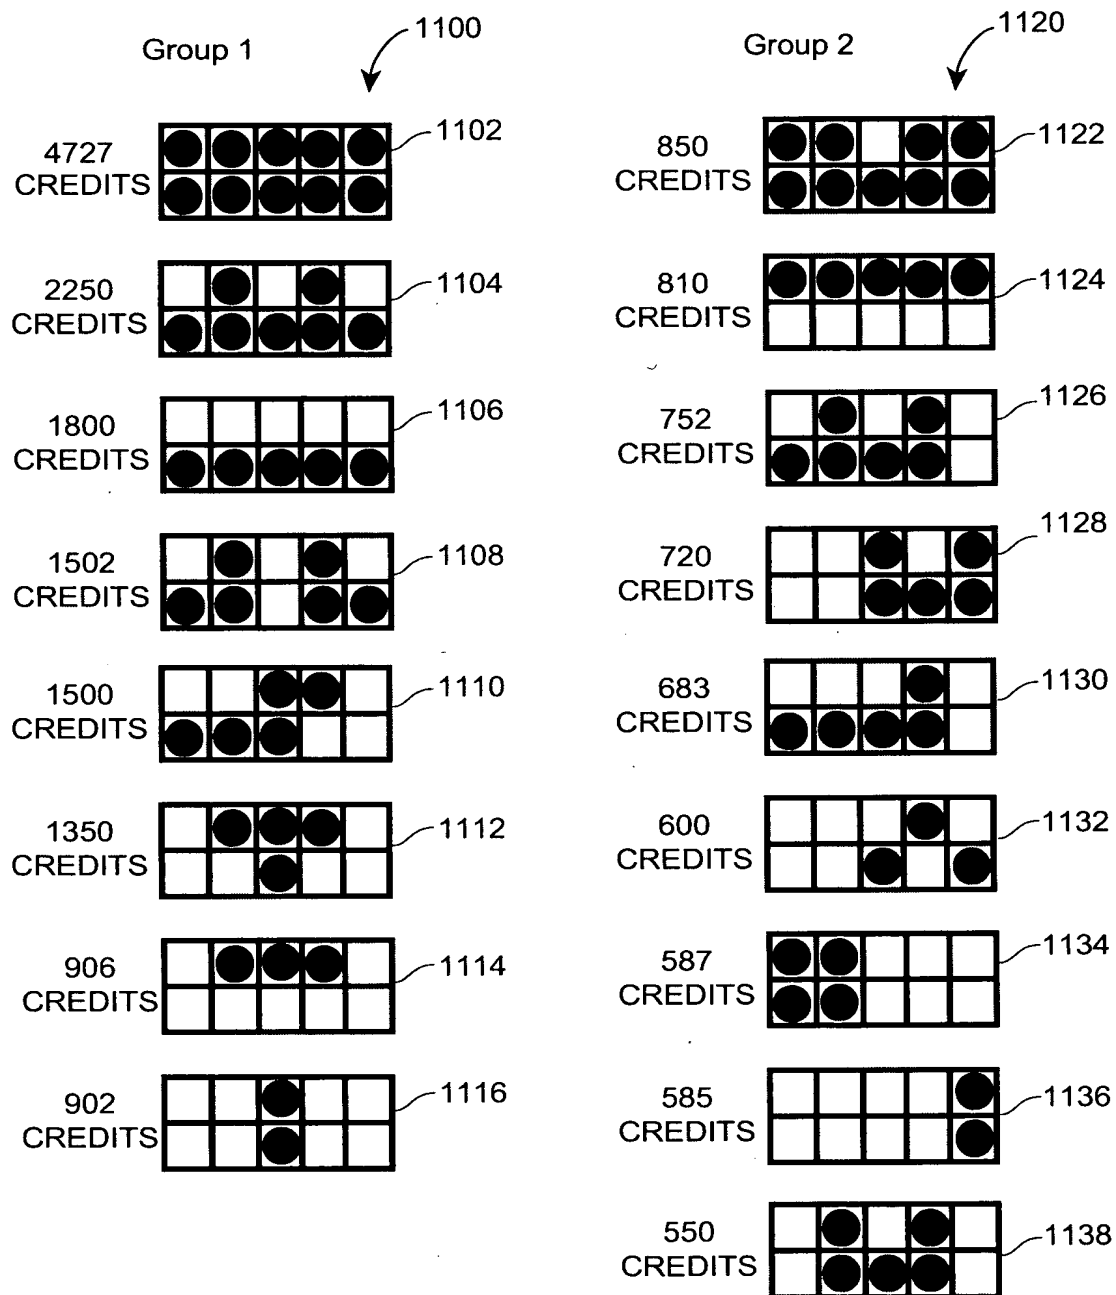 Group 1
1100
4727
CREDITS
1102
2250
CREDITS
1104
1800
CREDITS
1106
1502
CREDITS
1108
1500
CREDITS
1110
1350
CREDITS
1112
906
CREDITS
1114
902
CREDITS
1116
Group 2
1120
850
CREDITS
1122
810
CREDITS
1124
752
CREDITS
1126
720
CREDITS
1128
683
CREDITS
1130
600
CREDITS
1132
587
CREDITS
1134
585
CREDITS
1136
550
CREDITS
1138